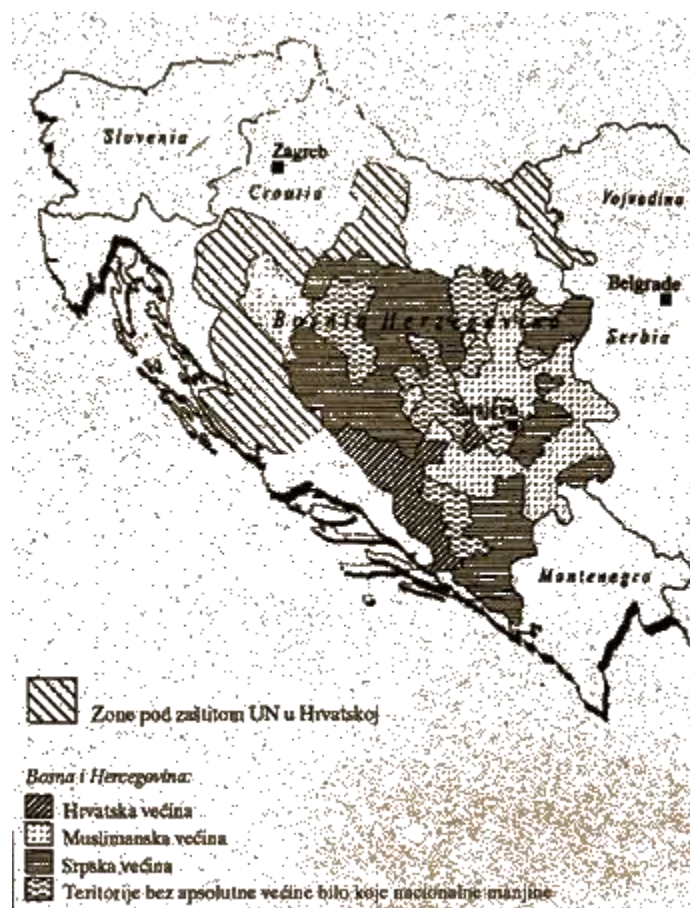 Slovenia
Zagreb
Croatia
Vojvodina
Belgrade
Bosnia Herzegovina
Serbia
Sarajevo
Montenegro
Zone pod zaštitom UN u Hrvatskoj
Bosna i Hercegovina:
Hrvatska većina
Muslimanska većina
Srpska većina
Teritorije bez apsolutne većine bilo koje nacionalne manjine